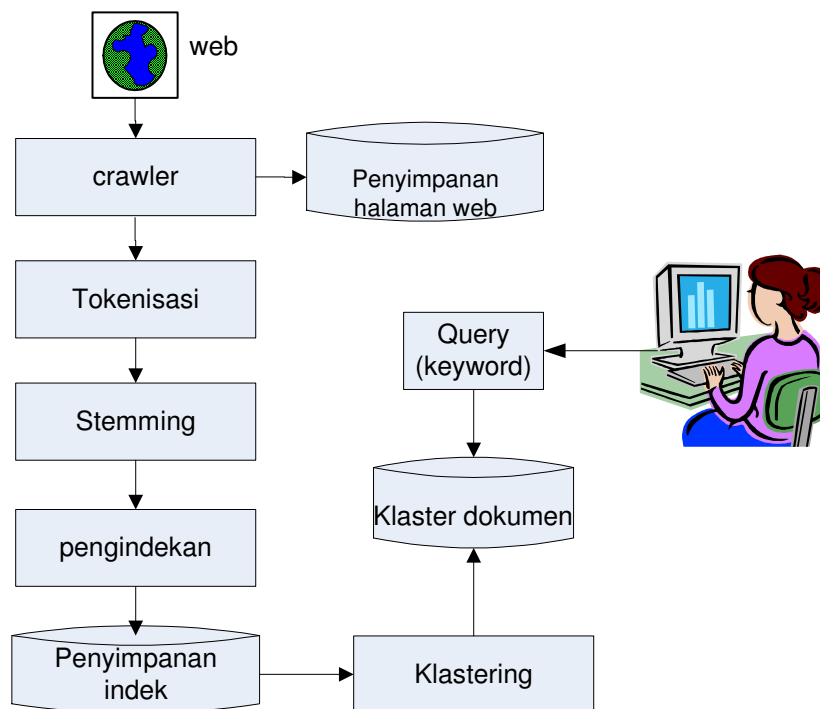 web
crawler
Penyimpanan
halaman web
Tokenisasi
Query
(keyword)
Stemming
Klaster dokumen
pengindekan
Penyimpanan
indek
Klastering